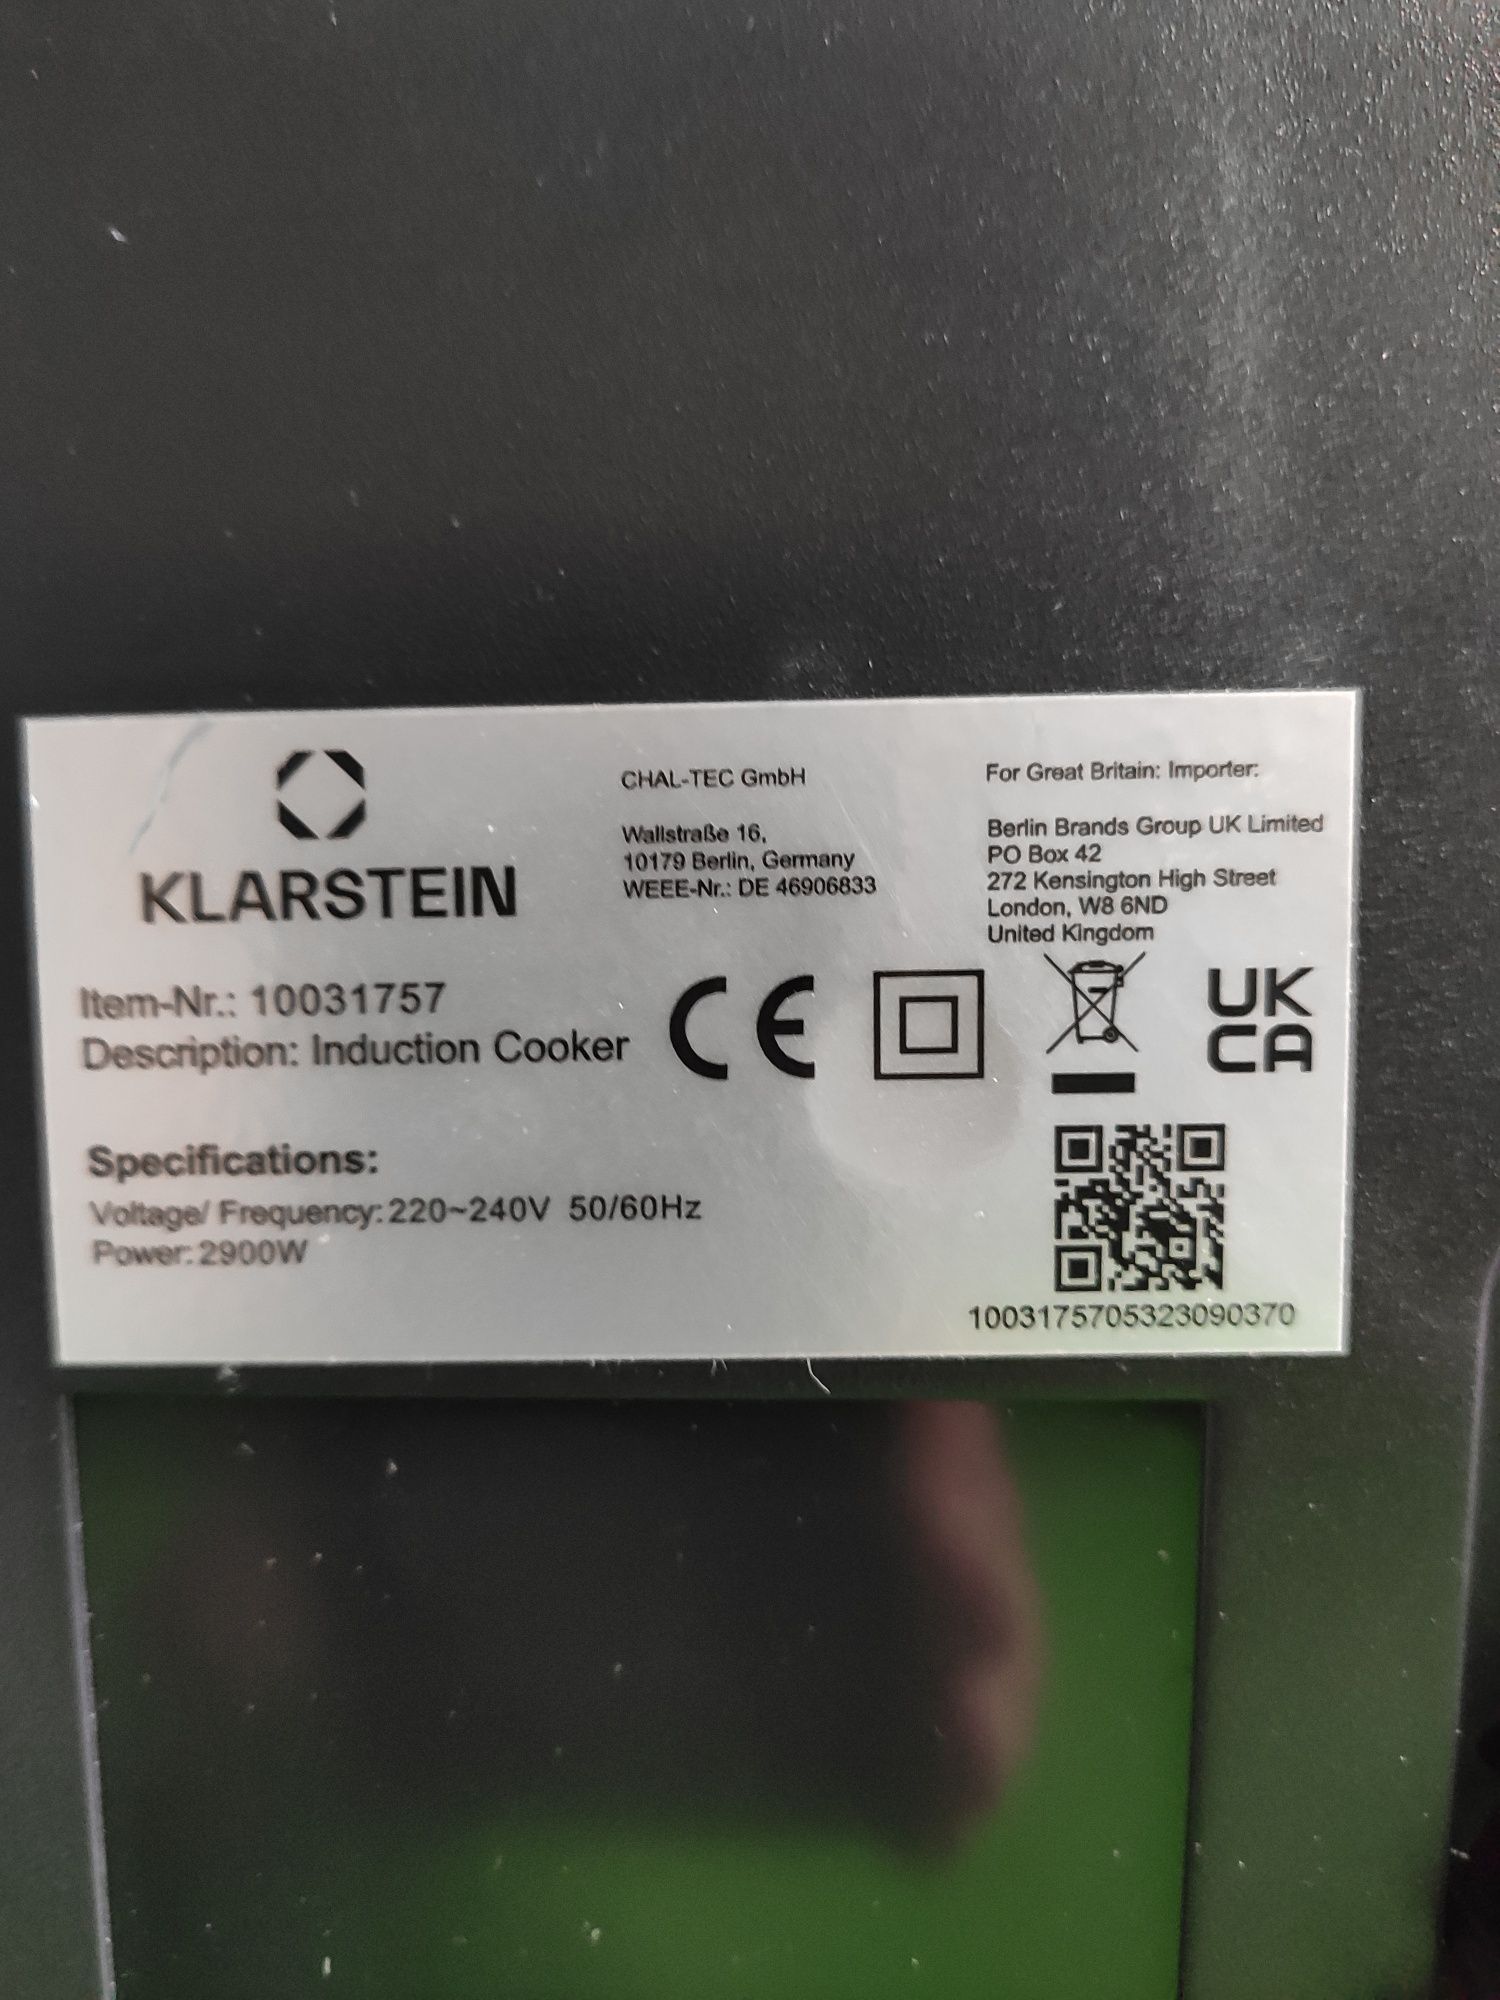 KLARSTEIN
CHAL-TEC GmbH
Wallstraße 16,
10179 Berlin, Germany
WEEE-Nr.: DE 46906833
For Great Britain: Importer:
Berlin Brands Group UK Limited
PO Box 42
272 Kensington High Street
London, W8 6ND
United Kingdom
Item-Nr.: 10031757
Description: Induction Cooker
CE
UK
CA
Specifications:
Voltage/ Frequency: 220~240V 50/60Hz
Power: 2900W
1003175705323090370